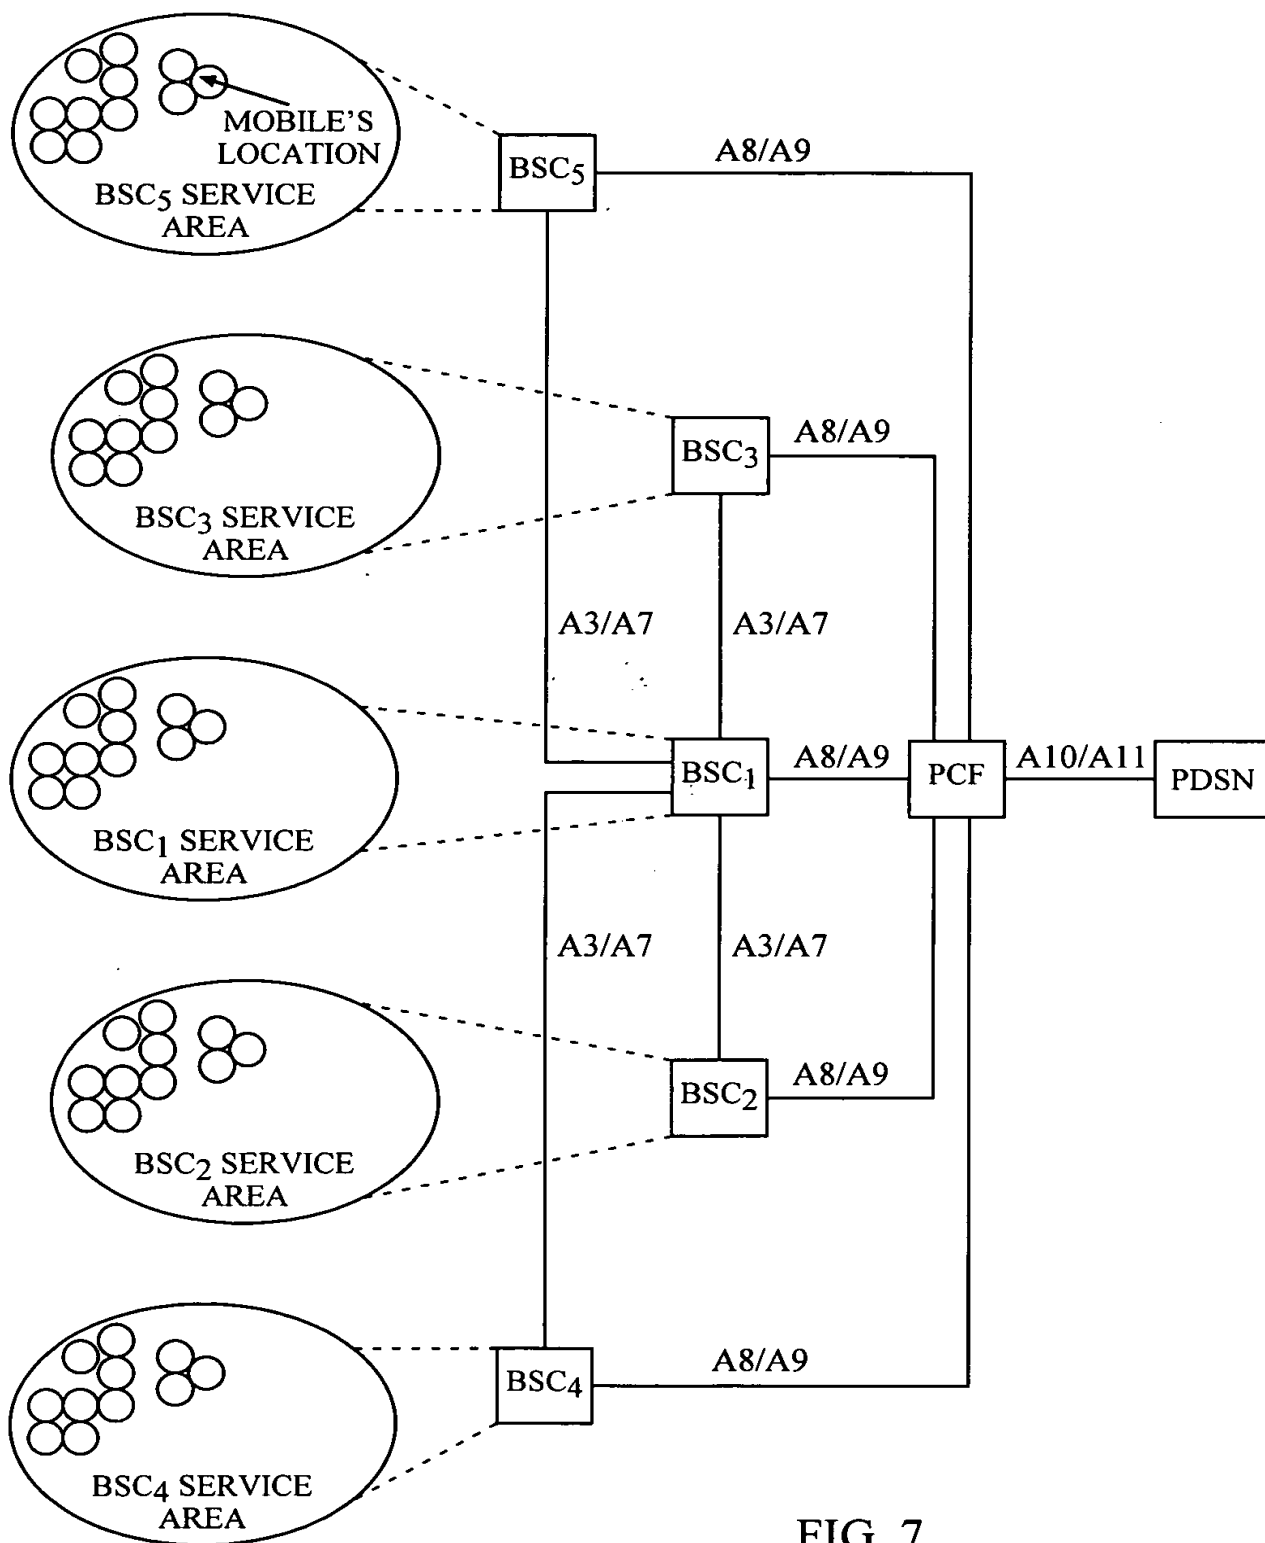 MOBILE'S
LOCATION
BSC5 SERVICE
AREA
BSC5
A8/A9
BSC3 SERVICE
AREA
BSC3
A8/A9
A3/A7
A3/A7
BSC1 SERVICE
AREA
BSC1
A8/A9
PCF
A10/A11
PDSN
A3/A7
A3/A7
BSC2 SERVICE
AREA
BSC2
A8/A9
BSC4 SERVICE
AREA
BSC4
A8/A9
FIG. 7